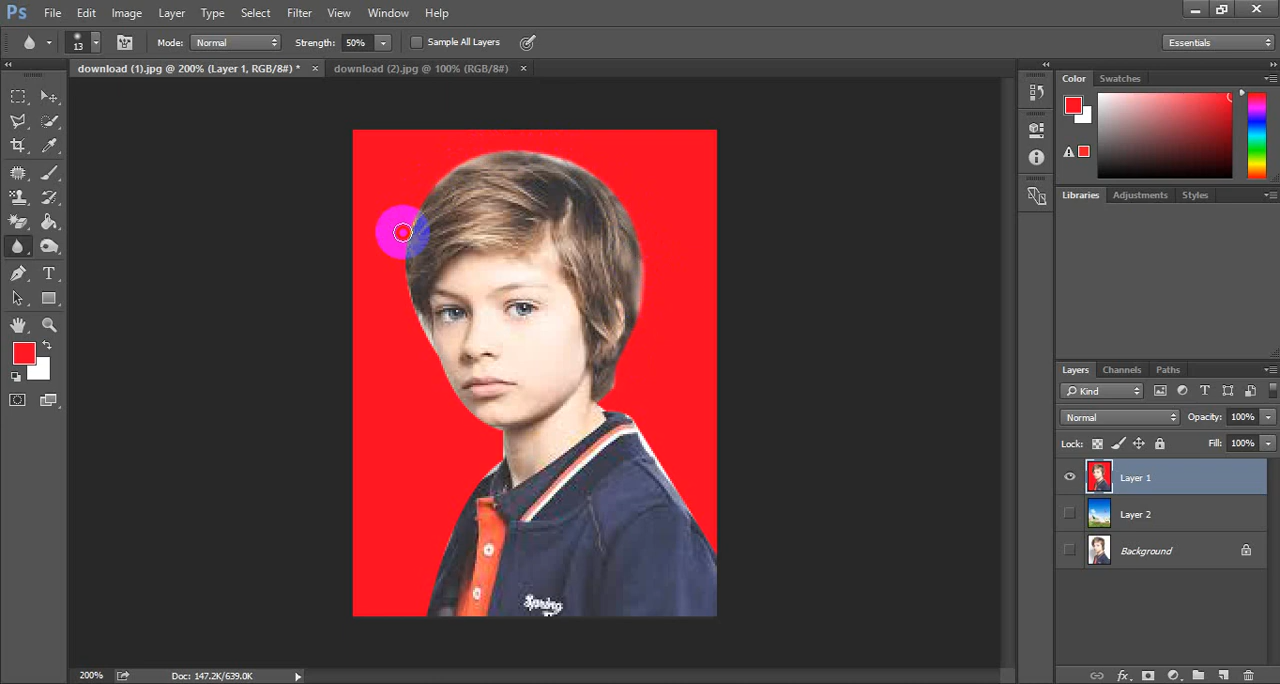 Ps File Edit Image Layer Type Select Filter View Window Help
13 Mode: Normal Strength: 50% Sample All Layers Essentials
download (1).jpg @ 200% (Layer 1, RGB/8#) * × download (2).jpg @ 100% (RGB/8#) ×
Color Swatches
Libraries Adjustments Styles
Layers Channels Paths
Kind
Normal Opacity: 100%
Lock: Fill: 100%
Layer 1
Layer 2
Background
Spring
200% Doc: 147.2K/639.0K